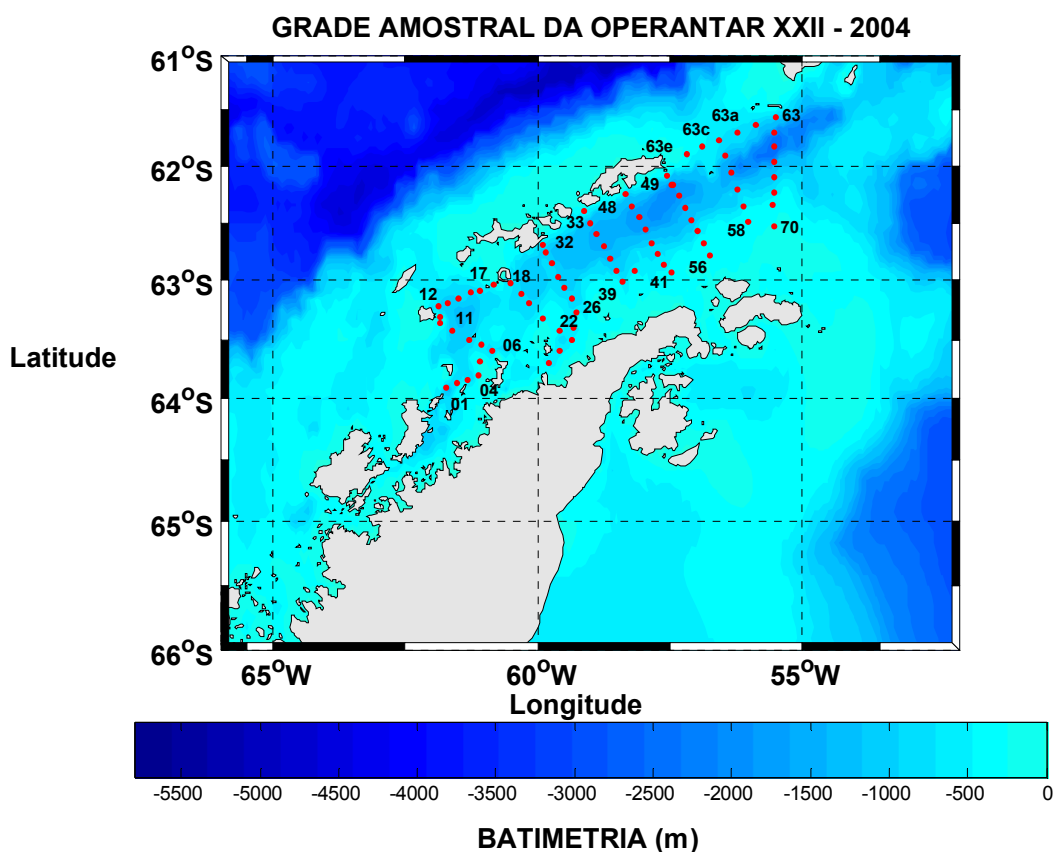 GRADE AMOSTRAL DA OPERANTAR XXII - 2004
61°S
63a
63
63c
63e
62°S
49
48
33
58
70
32
56
17
18
41
63°S
39
12
26
11
22
06
Latitude
64°S
04
01
65°S
66°S
65°W
60°W
55°W
Longitude
-5500
-5000
-4500
-4000
-3500
-3000
-2500
-2000
-1500
-1000
-500
0
BATIMETRIA (m)